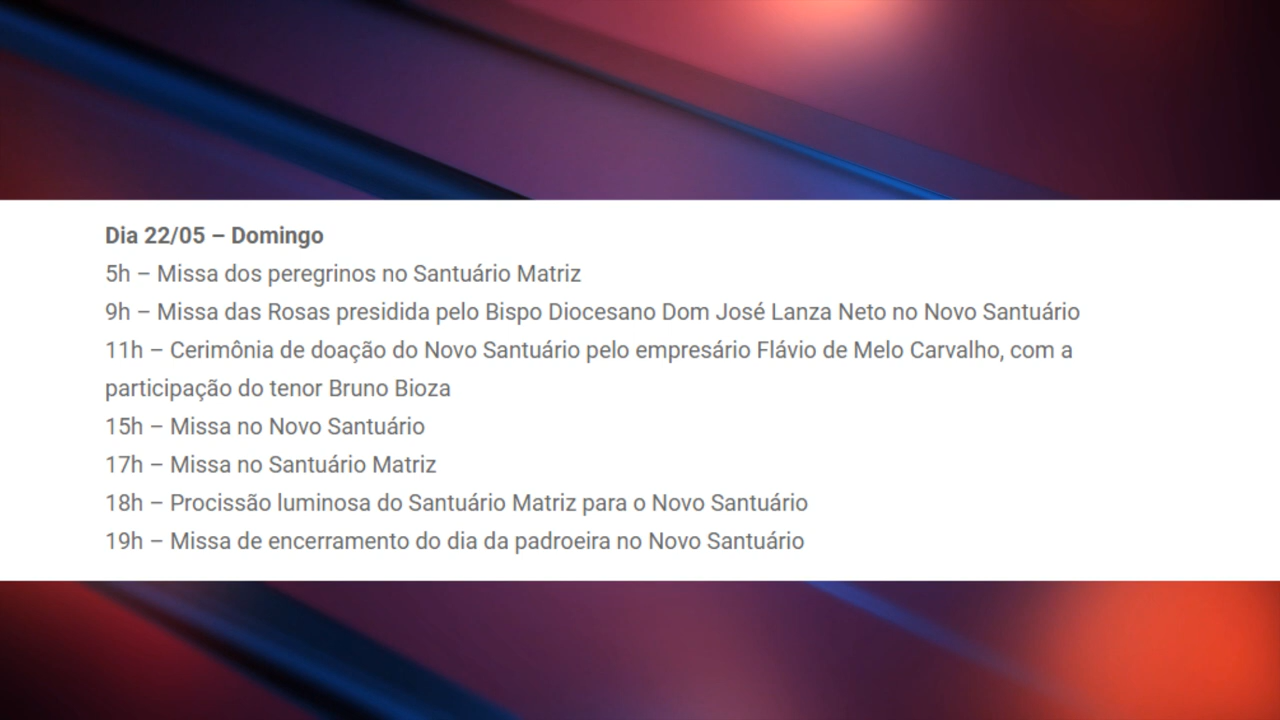 Dia 22/05 – Domingo
5h – Missa dos peregrinos no Santuário Matriz
9h – Missa das Rosas presidida pelo Bispo Diocesano Dom José Lanza Neto no Novo Santuário
11h – Cerimônia de doação do Novo Santuário pelo empresário Flávio de Melo Carvalho, com a
participação do tenor Bruno Bioza
15h – Missa no Novo Santuário
17h – Missa no Santuário Matriz
18h – Procissão luminosa do Santuário Matriz para o Novo Santuário
19h – Missa de encerramento do dia da padroeira no Novo Santuário